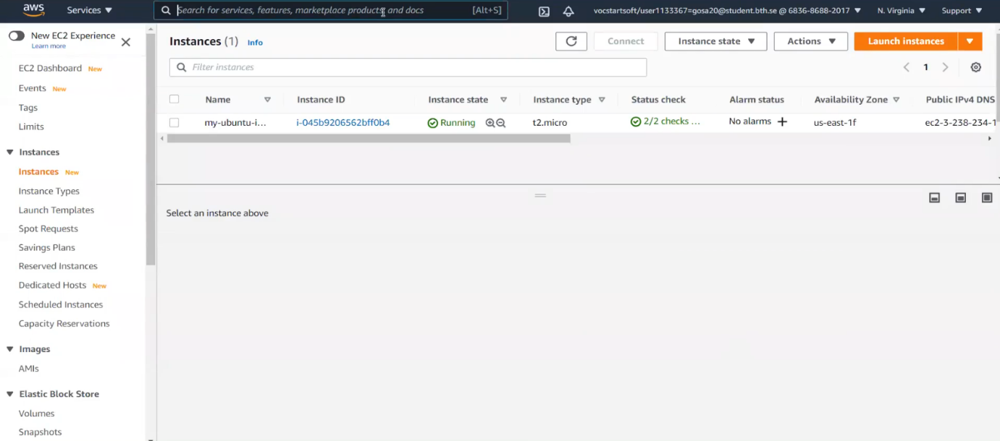 aws Services Search for services, features, marketplace products, and docs [Alt+S] vocstartsoft/user1133367=gosa20@student.bth.se @ 6836-8688-2017 N. Virginia Support
New EC2 Experience
Learn more
EC2 Dashboard New
Events New
Tags
Limits
Instances
Instances New
Instance Types
Launch Templates
Spot Requests
Savings Plans
Reserved Instances
Dedicated Hosts New
Scheduled Instances
Capacity Reservations
Images
AMIs
Elastic Block Store
Volumes
Snapshots
Instances (1) Info Connect Instance state Actions Launch instances
Filter instances 1
Name Instance ID Instance state Instance type Status check Alarm status Availability Zone Public IPv4 DNS
my-ubuntu-i... i-045b9206562bff0b4 Running t2.micro 2/2 checks ... No alarms + us-east-1f ec2-3-238-234-1
Select an instance above